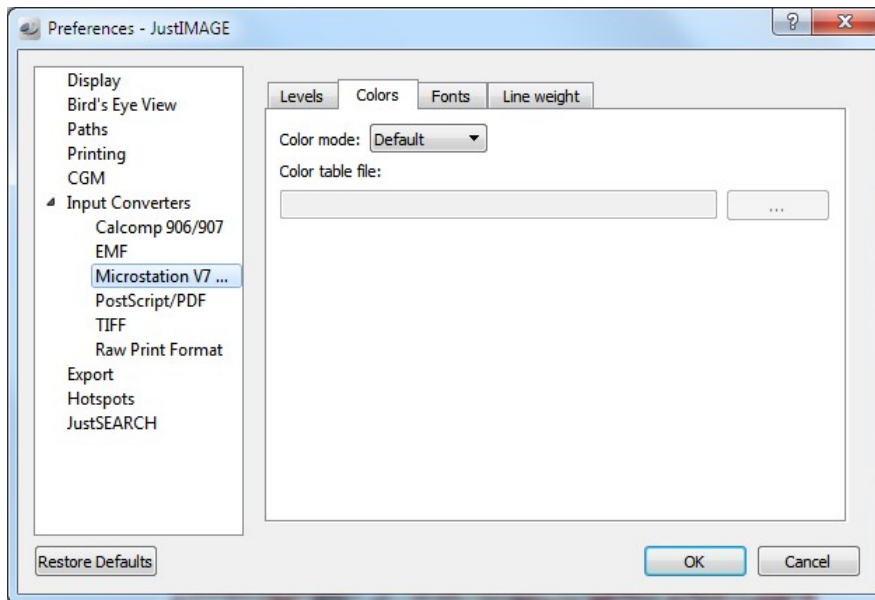 Preferences - JustIMAGE
Display
Bird's Eye View
Paths
Printing
CGM
Input Converters
Calcomp 906/907
EMF
Microstation V7 ...
PostScript/PDF
TIFF
Raw Print Format
Export
Hotspots
JustSEARCH
Levels Colors Fonts Line weight
Color mode: Default
Color table file:
...
Restore Defaults OK Cancel